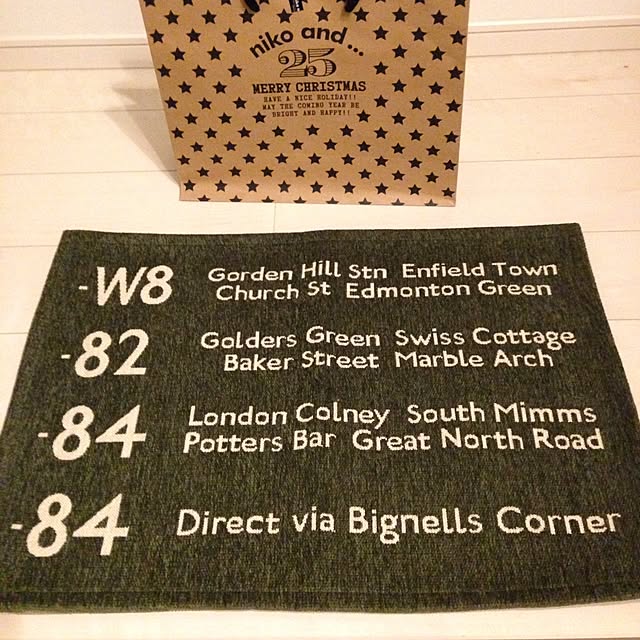 niko and...
25
MERRY CHRISTMAS
HAVE A NICE HOLIDAY!!
MAY THE COMING YEAR BE
BRIGHT AND HAPPY!!
-W8 Gorden Hill Stn Enfield Town
Church St Edmonton Green
-82 Golders Green Swiss Cottage
Baker Street Marble Arch
-84 London Colney South Mimms
Potters Bar Great North Road
-84 Direct via Bignells Corner